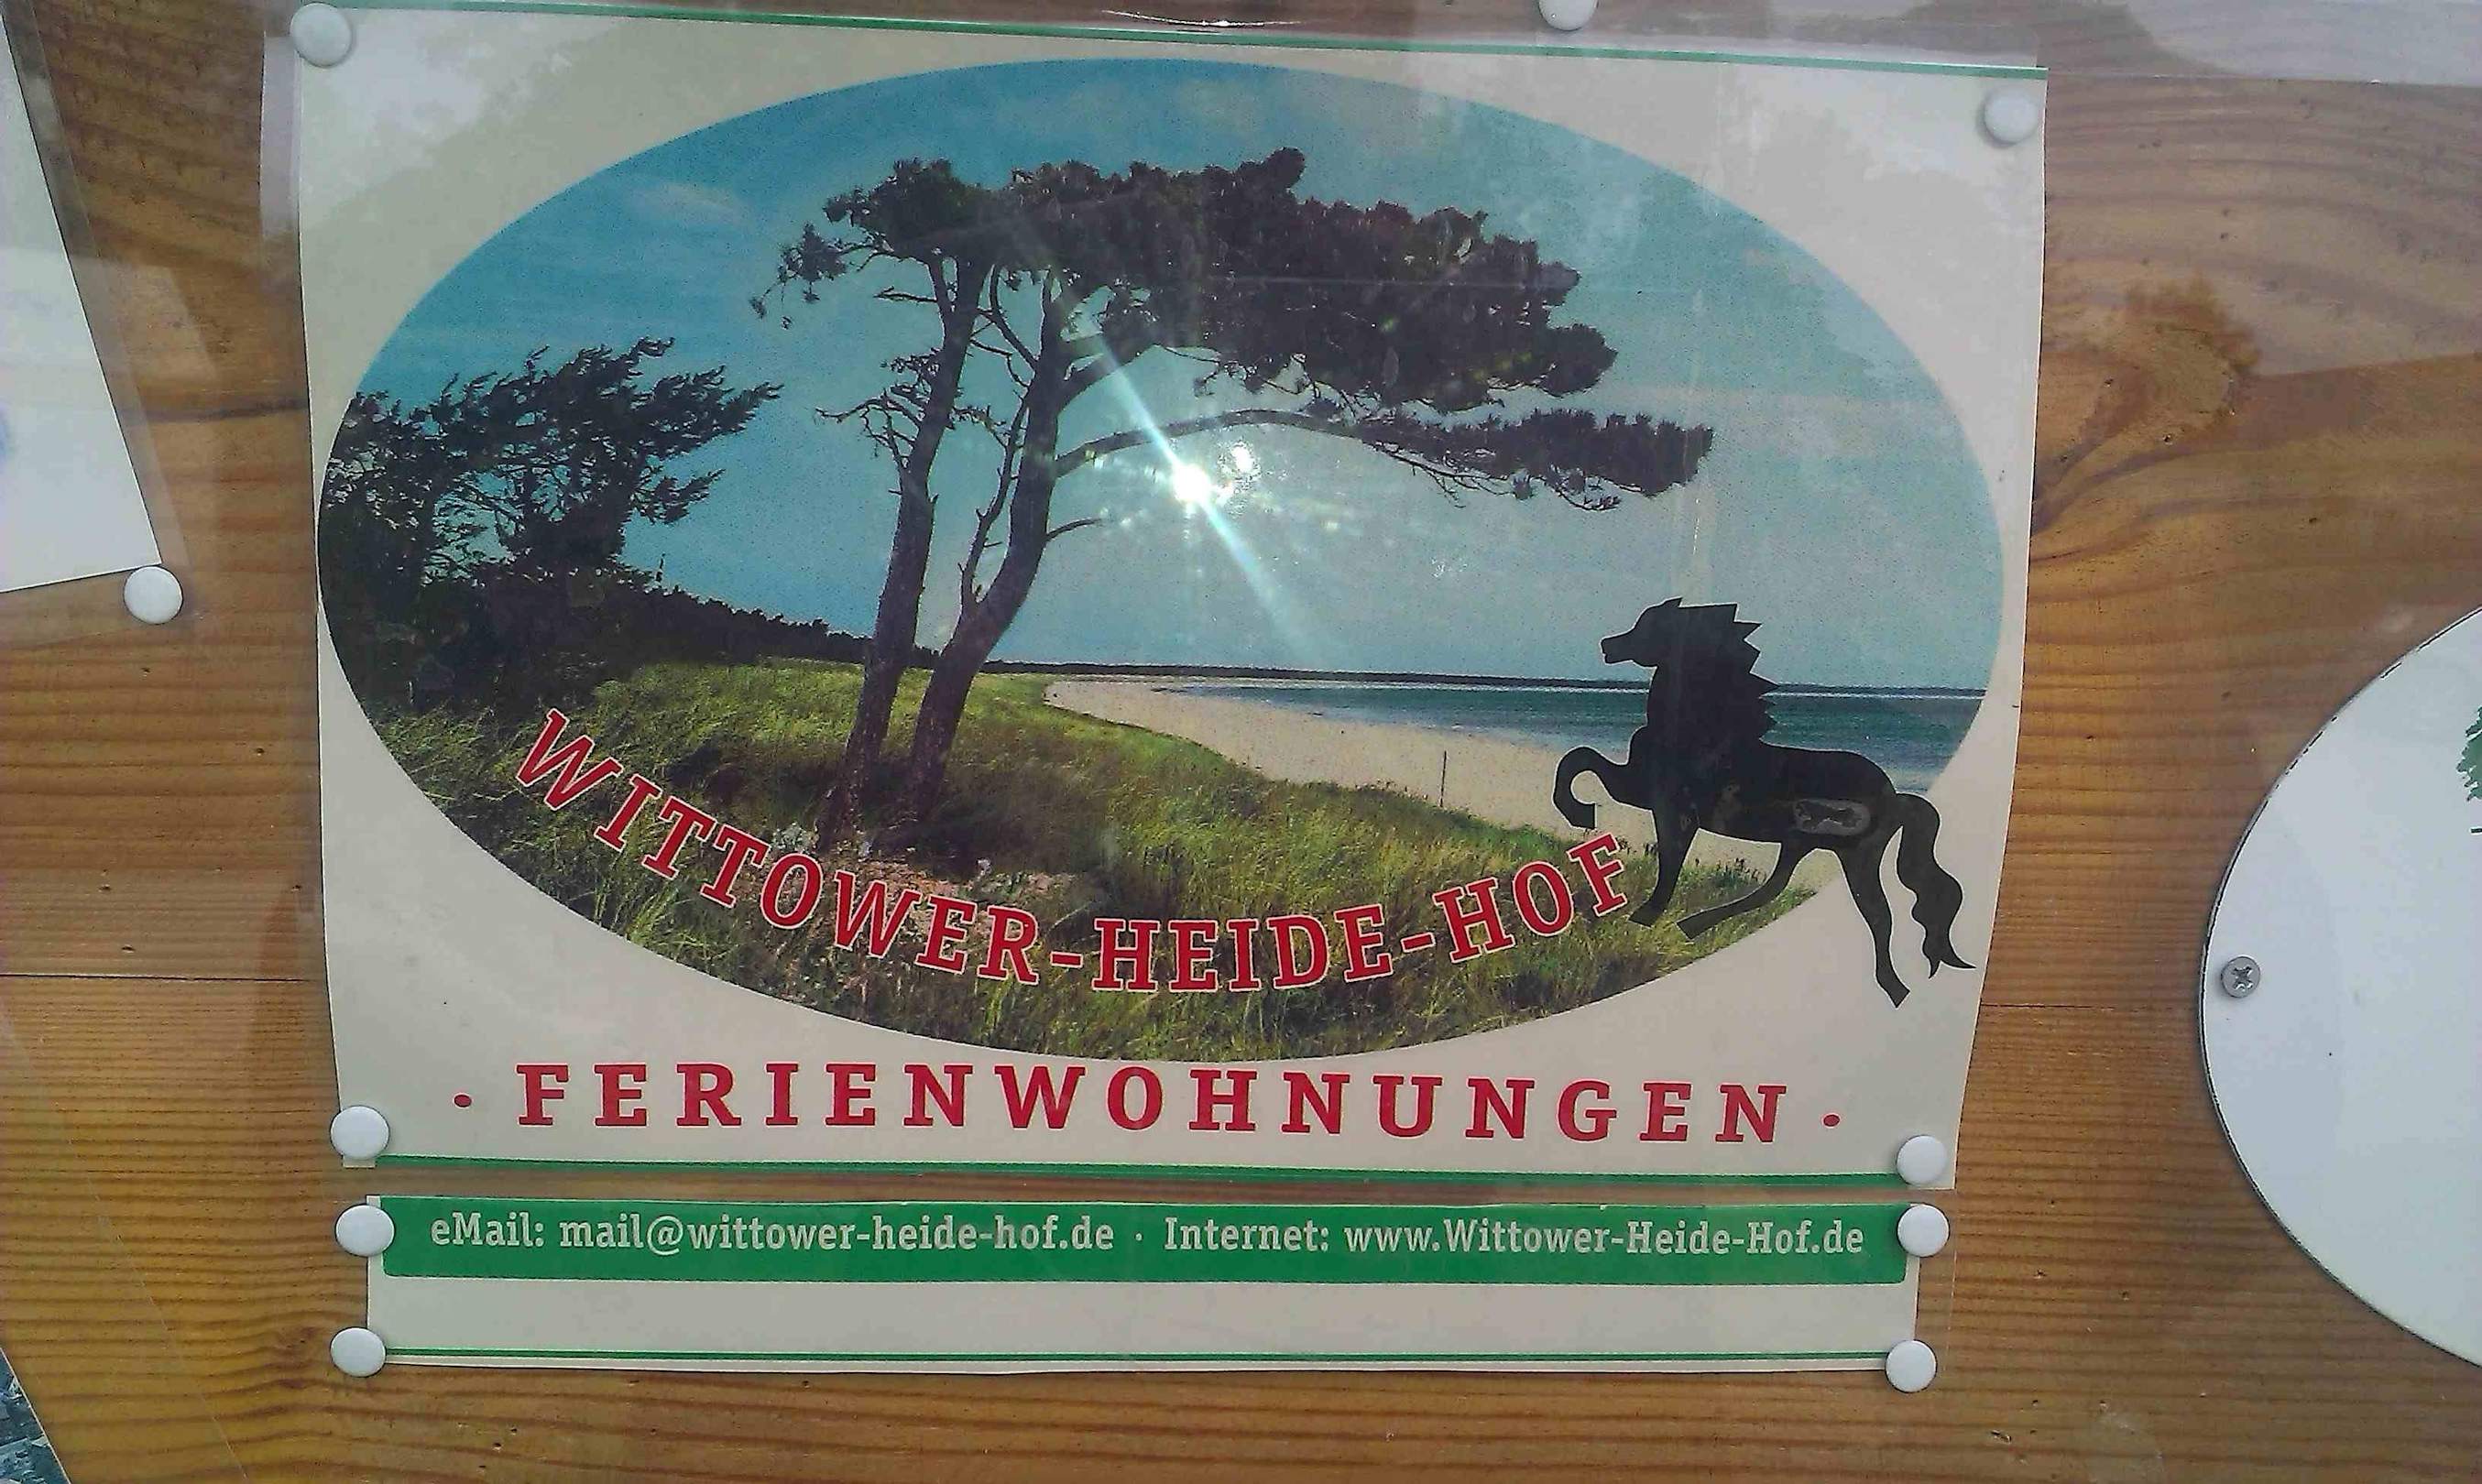 WITTOWER-HEIDE-HOF
· FERIENWOHNUNGEN ·
eMail: mail@wittower-heide-hof.de · Internet: www.Wittower-Heide-Hof.de